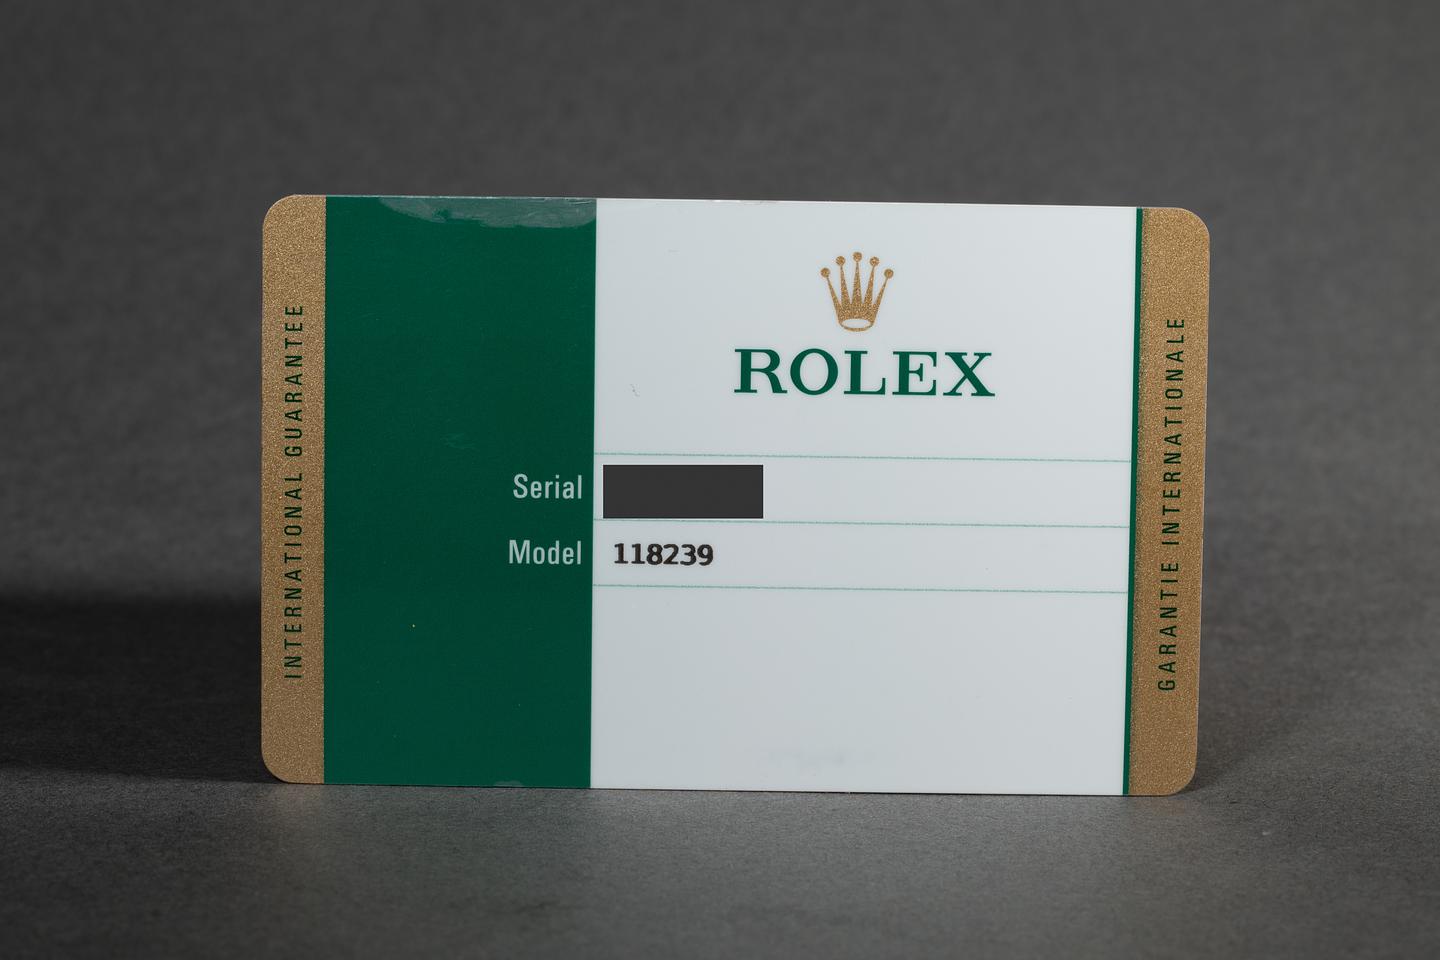 INTERNATIONAL GUARANTEE
ROLEX
Serial
Model 118239
GARANTIE INTERNATIONALE